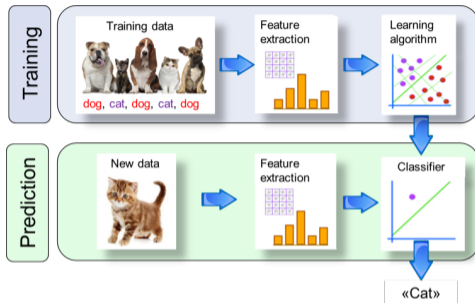 Training
Training data
dog, cat, dog, cat, dog
Feature
extraction
Learning
algorithm
Prediction
New data
Feature
extraction
Classifier
«Cat»